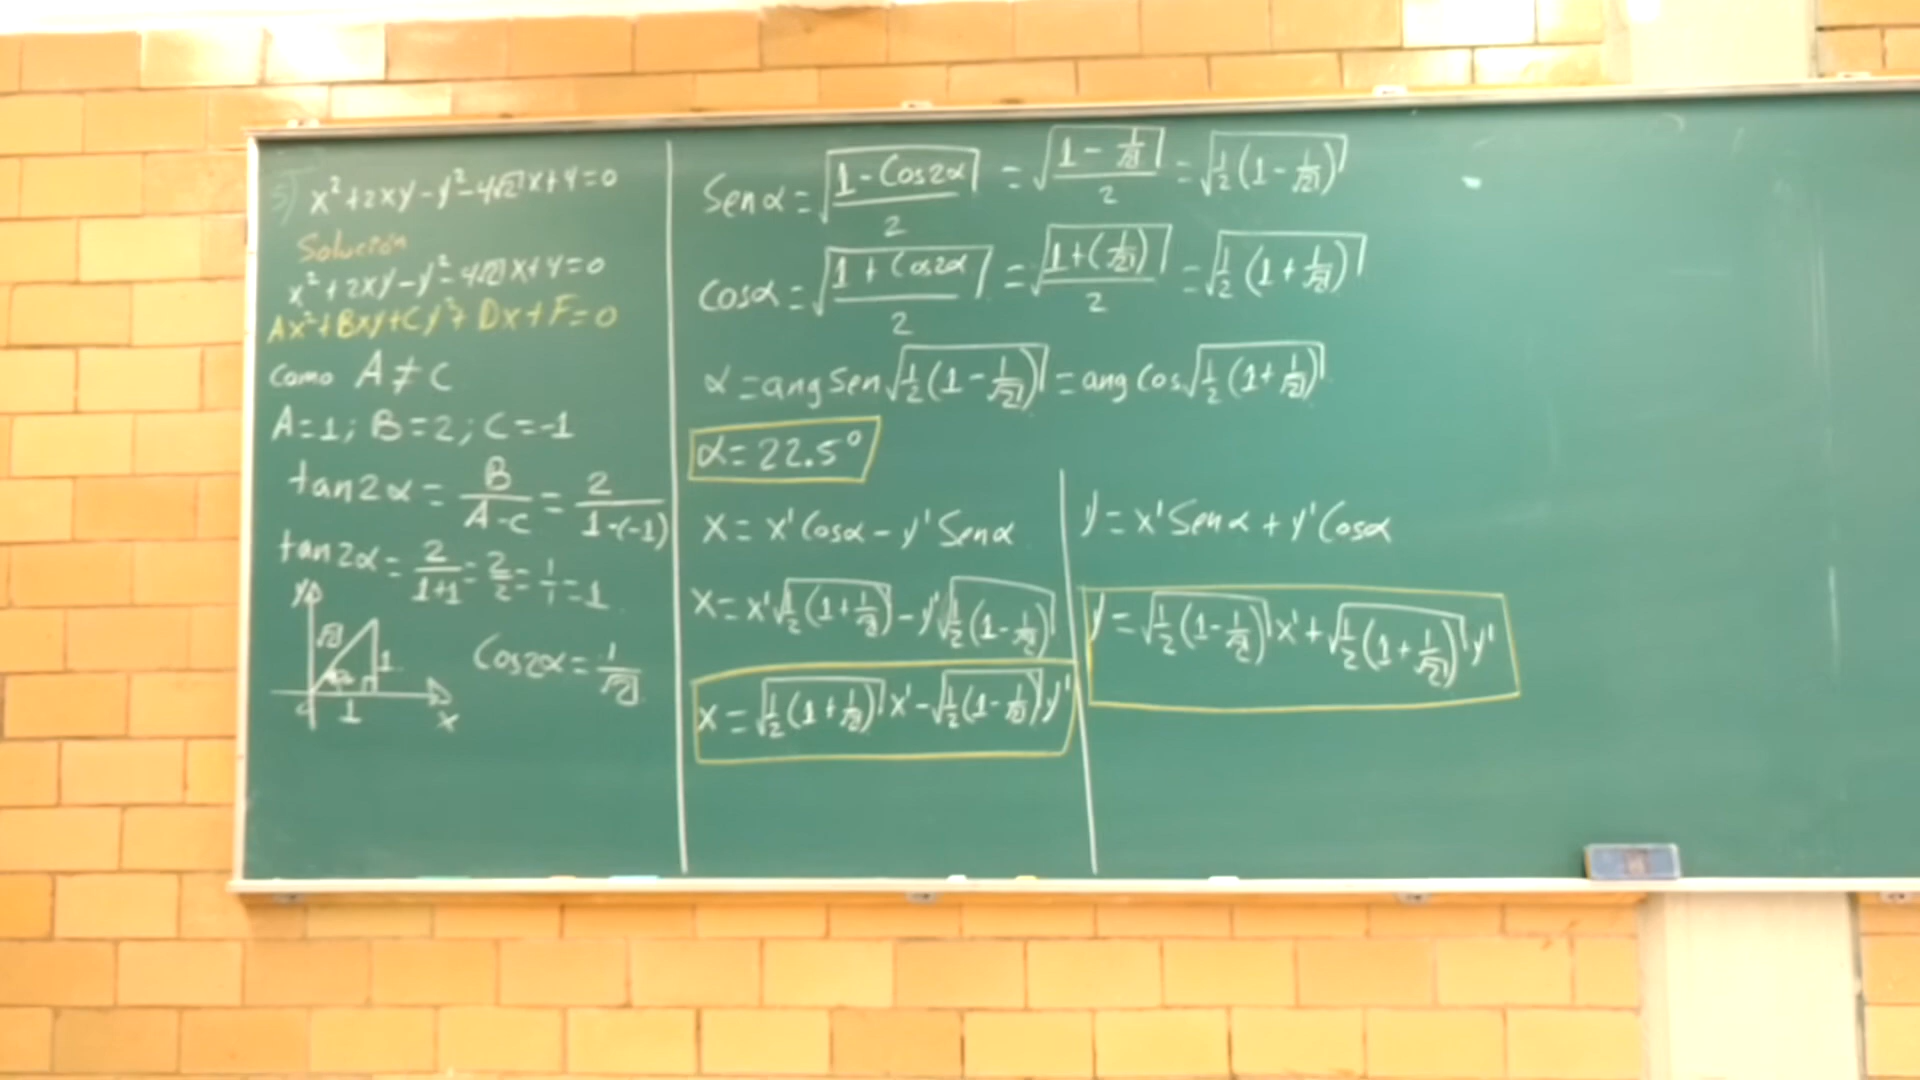 5) x²+2xy-y²-4√2x+4=0
Solución
x²+2xy-y²-4√2x+4=0
Ax²+Bxy+Cy²+Dx+F=0
Como A≠C
A=1; B=2; C=-1
tan2α = B/(A-C) = 2/(1-(-1))
tan2α = 2/(1+1) = 2/2 = 1/1 = 1
y
√2
2α
1
1
x
Cos2α = 1/√2
Senα = √((1-Cos2α)/2) = √((1-1/√2)/2) = √(1/2(1-1/√2))
Cosα = √((1+Cos2α)/2) = √((1+(1/√2))/2) = √(1/2(1+1/√2))
α = angSen√(1/2(1-1/√2)) = angCos√(1/2(1+1/√2))
α=22.5°
x = x'Cosα - y'Senα
x = x'√(1/2(1+1/√2)) - y'√(1/2(1-1/√2))
x = √(1/2(1+1/√2))x' - √(1/2(1-1/√2))y'
y = x'Senα + y'Cosα
y = √(1/2(1-1/√2))x' + √(1/2(1+1/√2))y'